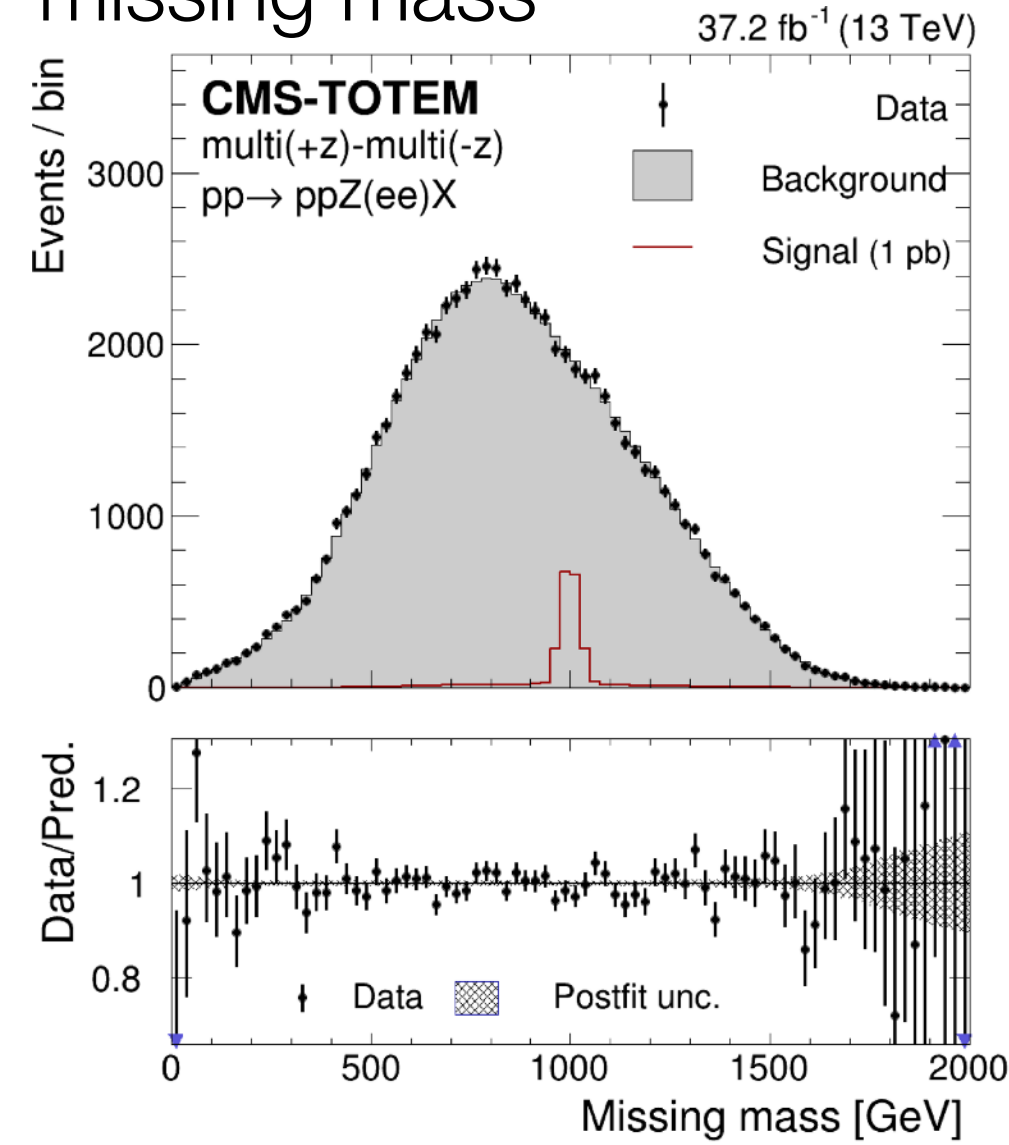 missing mass
37.2 fb⁻¹ (13 TeV)
Events / bin
CMS-TOTEM
multi(+z)-multi(-z)
pp→ ppZ(ee)X
Data
Background
Signal (1 pb)
3000
2000
1000
0
Data/Pred.
1.2
1
0.8
Data
Postfit unc.
0 500 1000 1500 2000
Missing mass [GeV]